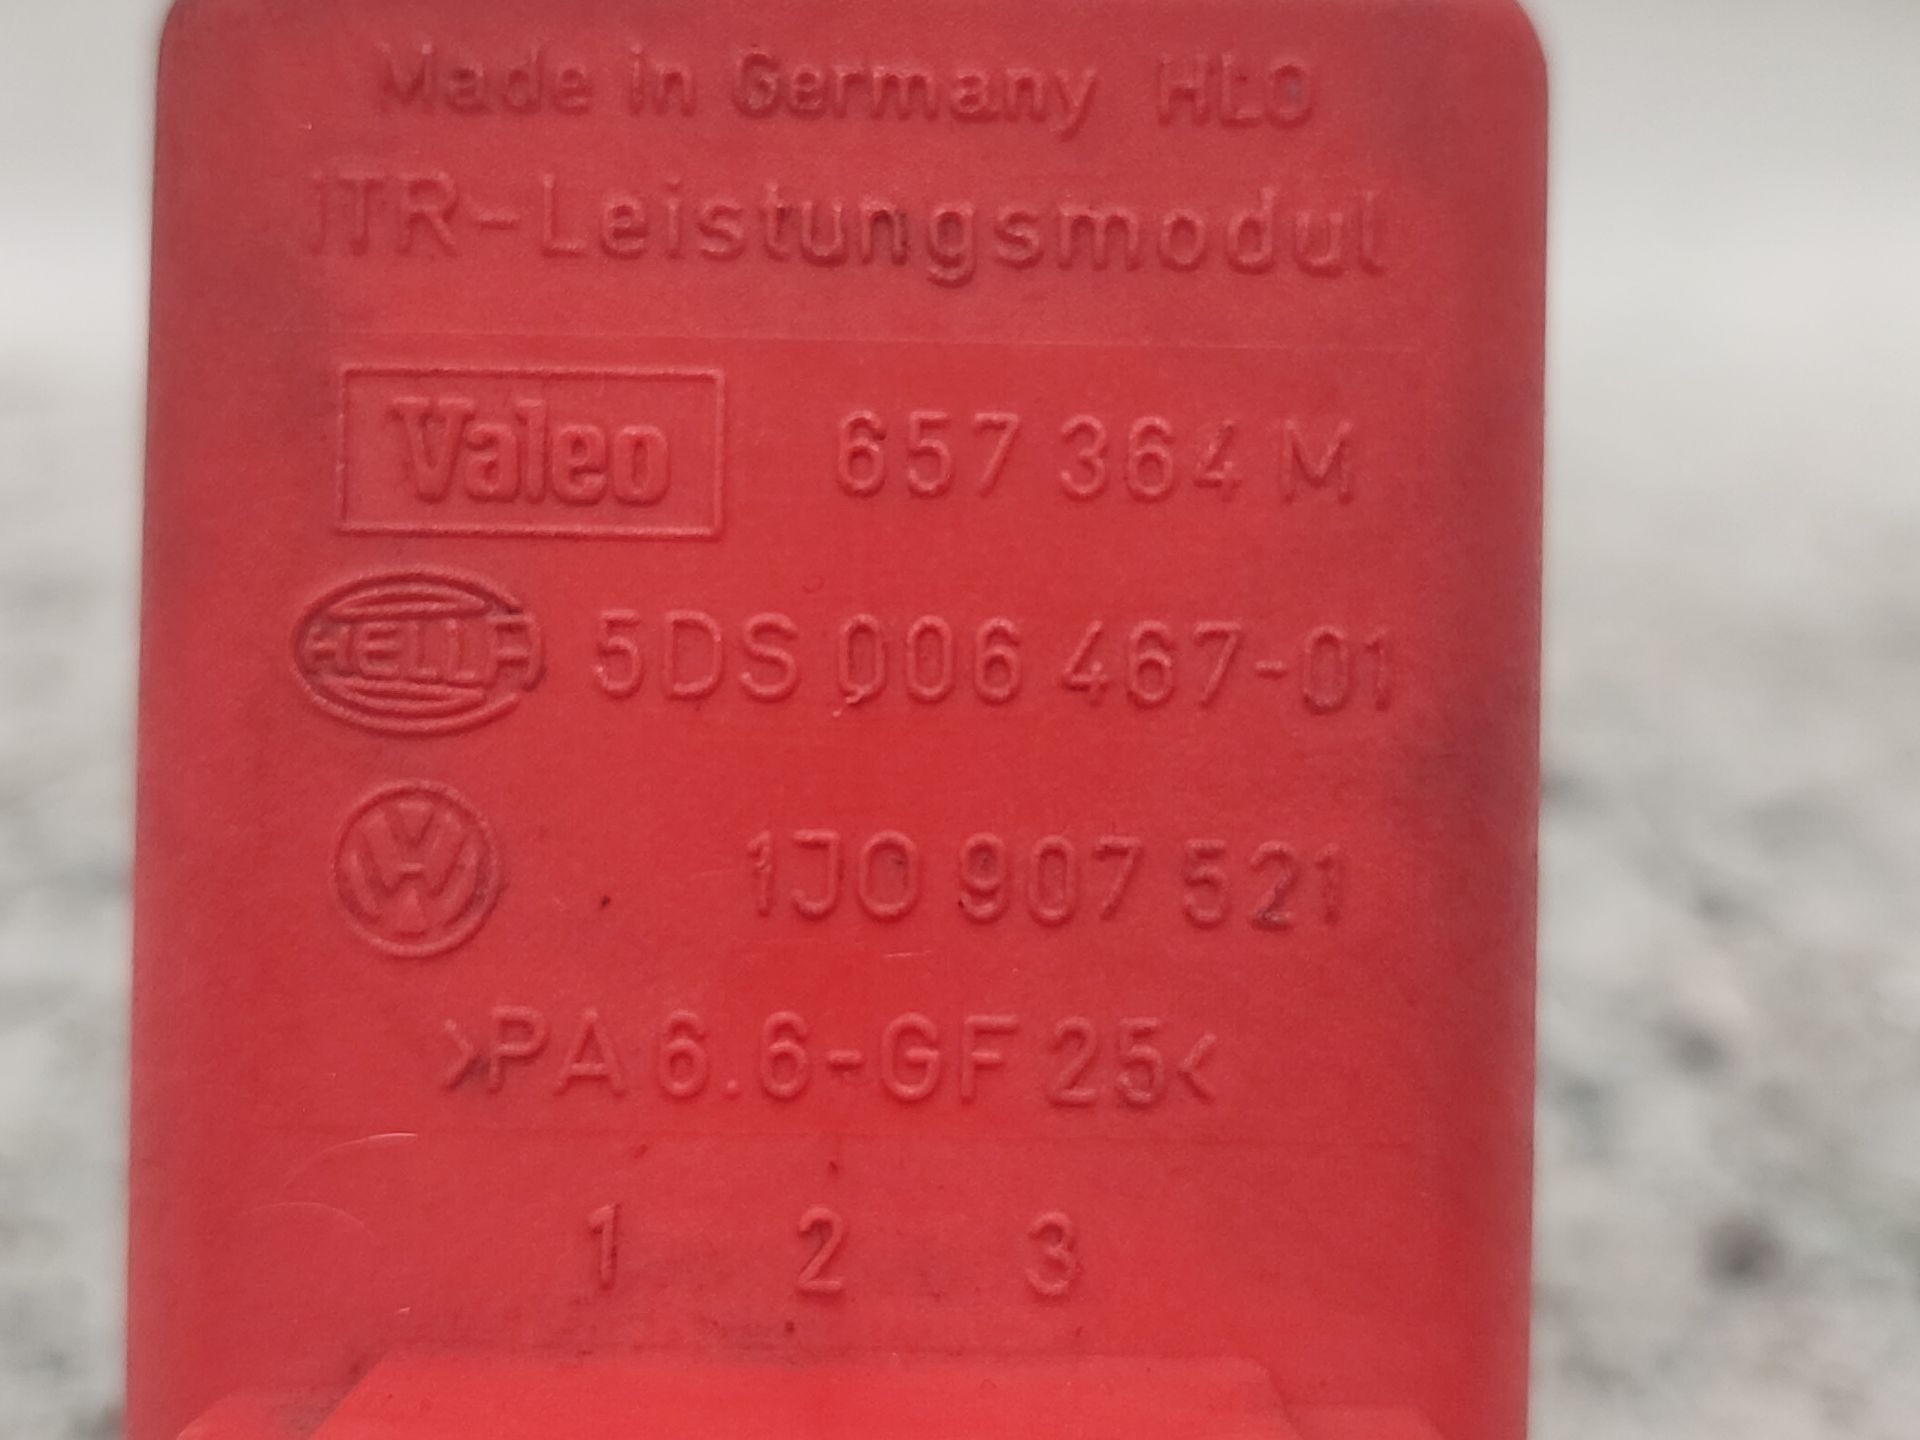 Made in Germany HLO
ITR-Leistungsmodul
Valeo 657 364 M
HELLA 5DS 006 467-01
VW 1J0 907 521
>PA 6.6-GF 25<
1 2 3